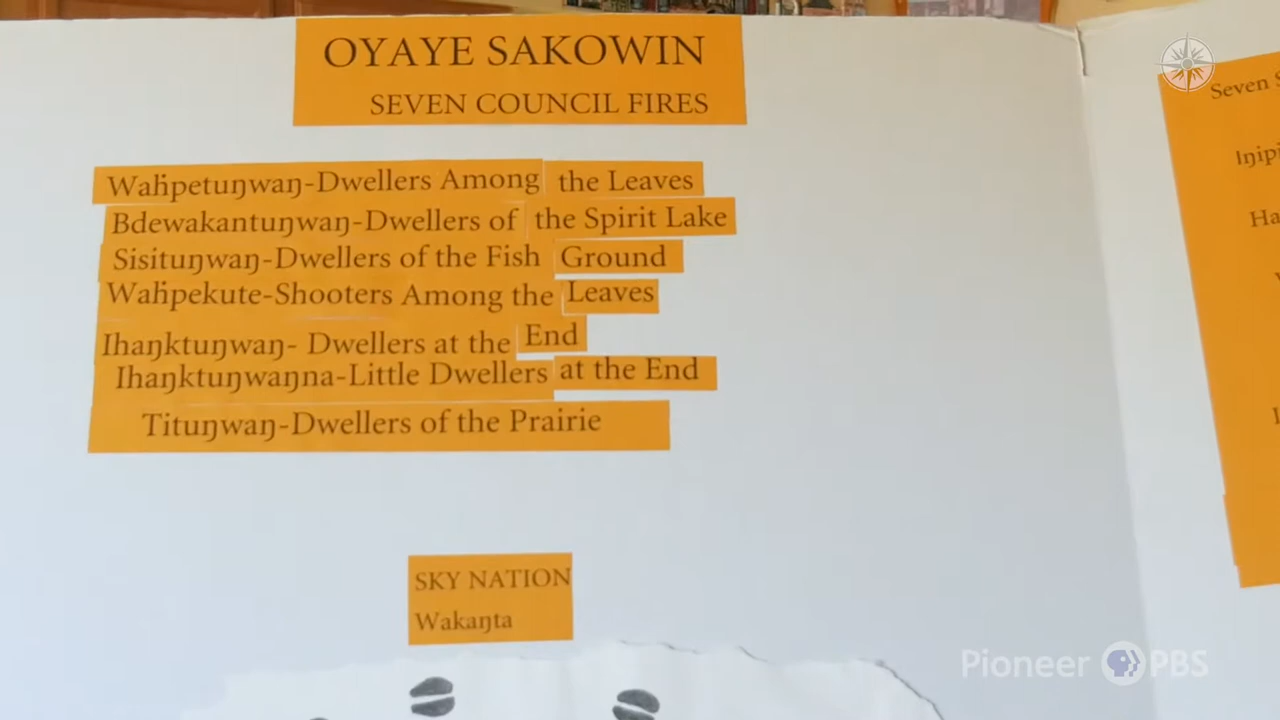 OYAYE SAKOWIN
SEVEN COUNCIL FIRES
Waḣpetuŋwaŋ-Dwellers Among the Leaves
Bdewakantuŋwaŋ-Dwellers of the Spirit Lake
Sisituŋwaŋ-Dwellers of the Fish Ground
Waḣpekute-Shooters Among the Leaves
Ihaŋktuŋwaŋ- Dwellers at the End
Ihaŋktuŋwaŋna-Little Dwellers at the End
Tituŋwaŋ-Dwellers of the Prairie
SKY NATION
Wakaŋta
Seven
Pioneer PBS